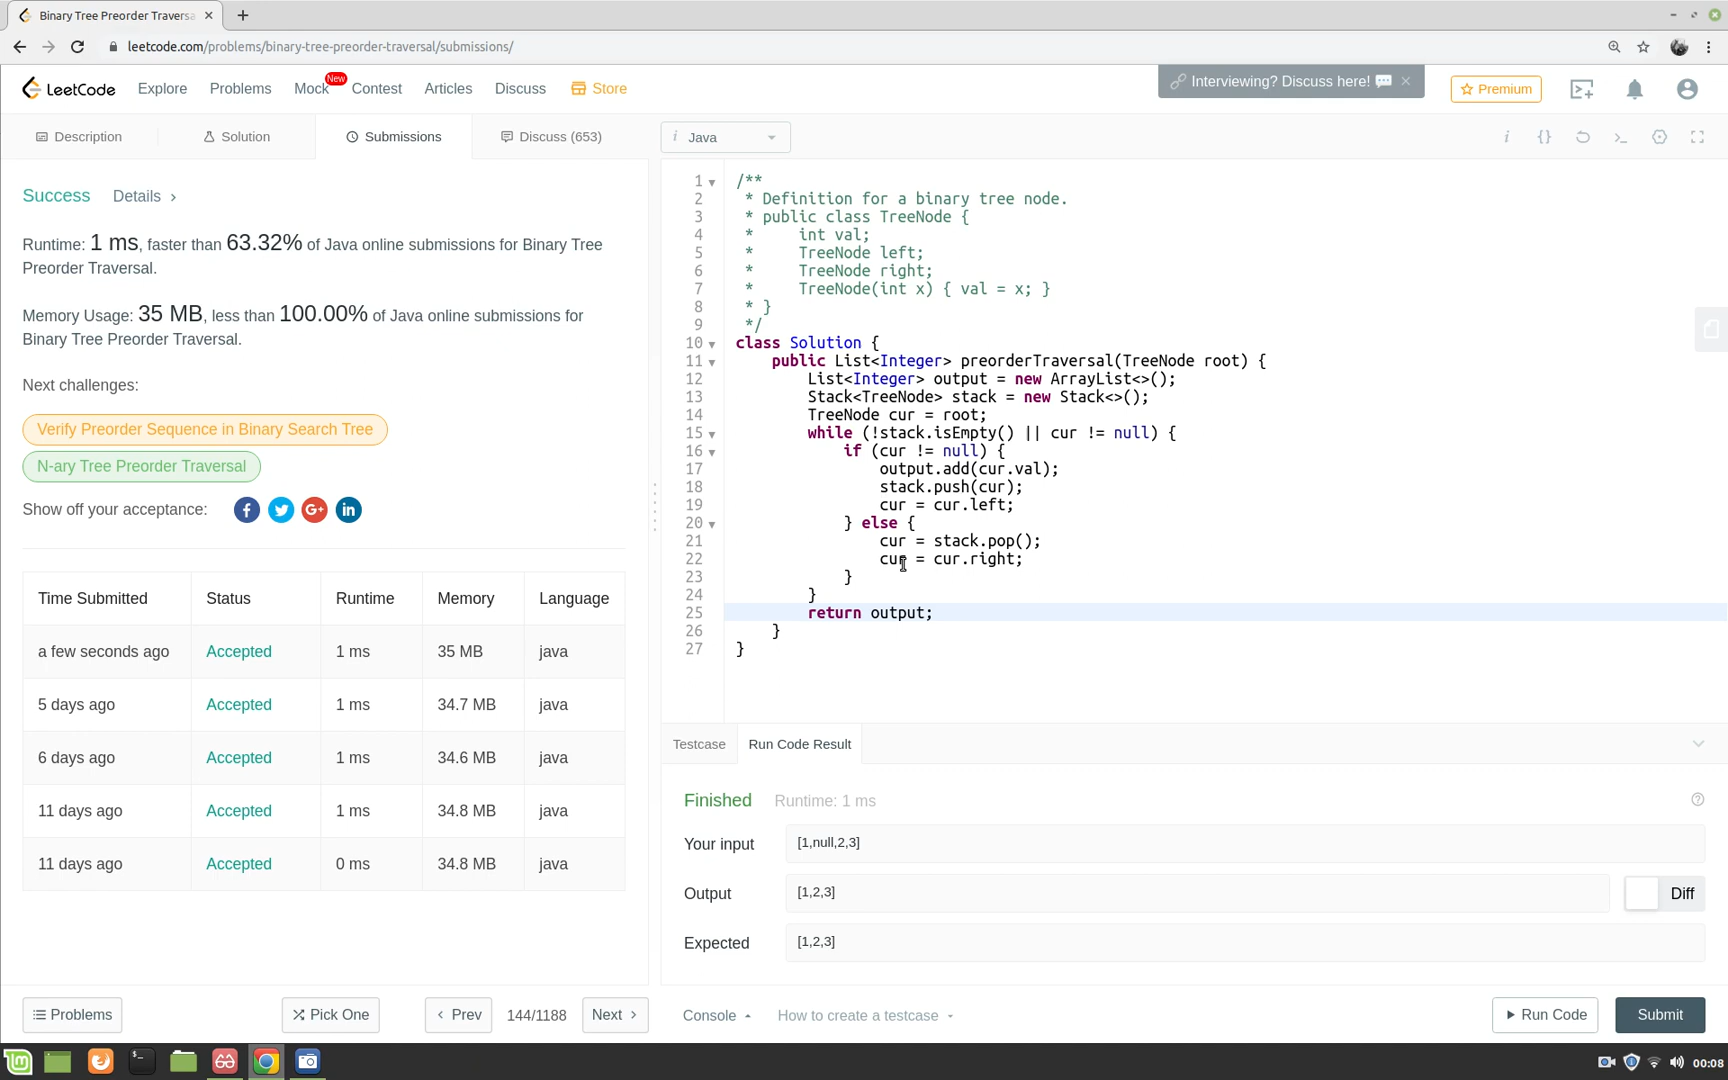 Binary Tree Preorder Traversa
leetcode.com/problems/binary-tree-preorder-traversal/submissions/
LeetCode
Explore
Problems
Mock
New
Contest
Articles
Discuss
Store
Interviewing? Discuss here!
Premium
Description
Solution
Submissions
Discuss (653)
i Java
Success
Details
Runtime: 1 ms, faster than 63.32% of Java online submissions for Binary Tree
Preorder Traversal.
Memory Usage: 35 MB, less than 100.00% of Java online submissions for
Binary Tree Preorder Traversal.
Next challenges:
Verify Preorder Sequence in Binary Search Tree
N-ary Tree Preorder Traversal
Show off your acceptance:
Time Submitted Status Runtime Memory Language
a few seconds ago Accepted 1 ms 35 MB java
5 days ago Accepted 1 ms 34.7 MB java
6 days ago Accepted 1 ms 34.6 MB java
11 days ago Accepted 1 ms 34.8 MB java
11 days ago Accepted 0 ms 34.8 MB java
Problems
Pick One
Prev
144/1188
Next
1 /**
2  * Definition for a binary tree node.
3  * public class TreeNode {
4  *     int val;
5  *     TreeNode left;
6  *     TreeNode right;
7  *     TreeNode(int x) { val = x; }
8  * }
9  */
10 class Solution {
11     public List<Integer> preorderTraversal(TreeNode root) {
12         List<Integer> output = new ArrayList<>();
13         Stack<TreeNode> stack = new Stack<>();
14         TreeNode cur = root;
15         while (!stack.isEmpty() || cur != null) {
16             if (cur != null) {
17                 output.add(cur.val);
18                 stack.push(cur);
19                 cur = cur.left;
20             } else {
21                 cur = stack.pop();
22                 cur = cur.right;
23             }
24         }
25         return output;
26     }
27 }
Testcase
Run Code Result
Finished
Runtime: 1 ms
Your input
[1,null,2,3]
Output
[1,2,3]
Diff
Expected
[1,2,3]
Console
How to create a testcase
Run Code
Submit
00:08